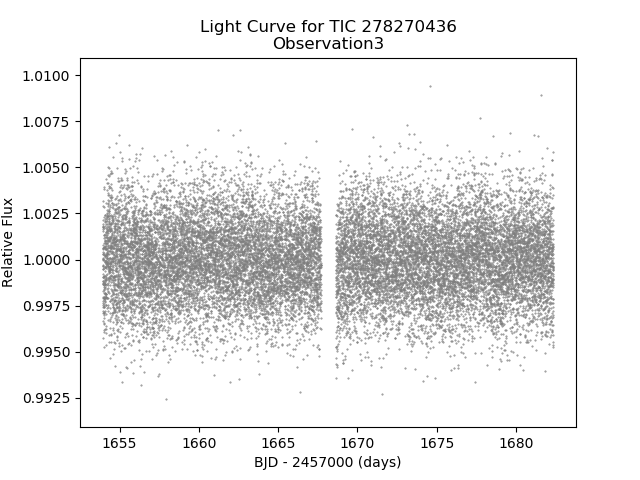 Light Curve for TIC 278270436
Observation3
1.0100
1.0075
1.0050
1.0025
1.0000
0.9975
0.9950
0.9925
Relative Flux
1655 1660 1665 1670 1675 1680
BJD - 2457000 (days)